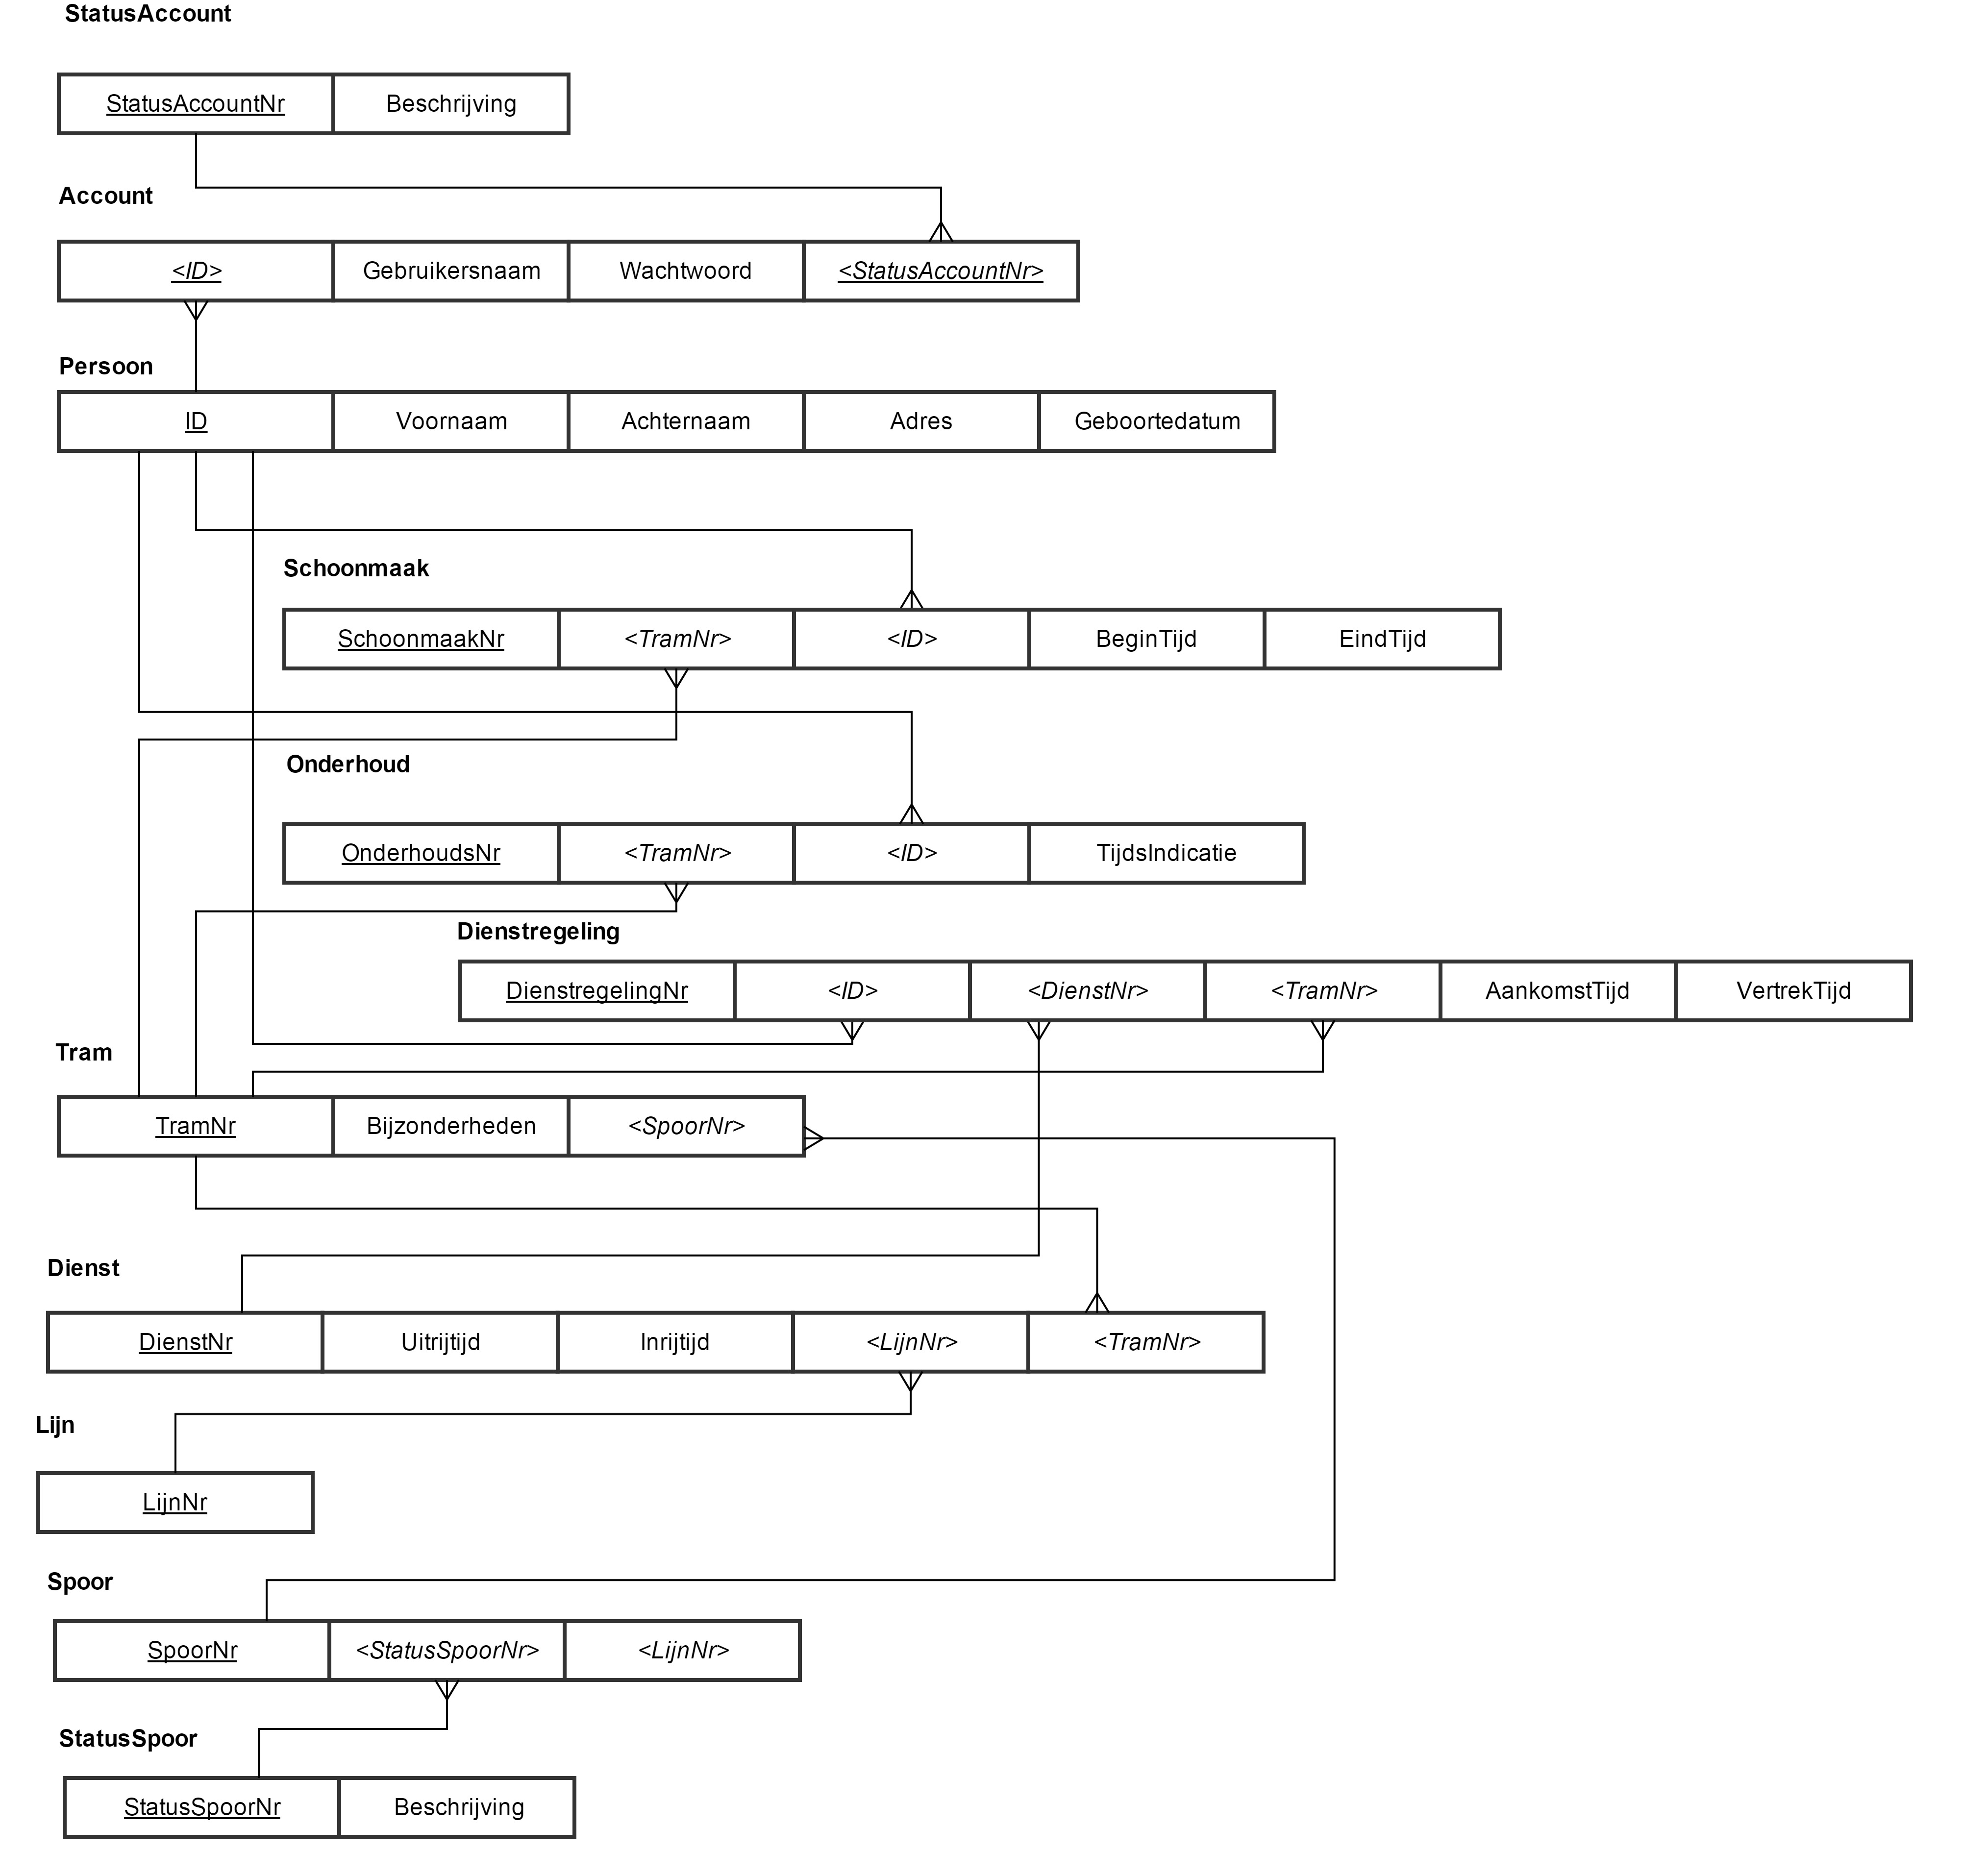 StatusAccount
StatusAccountNr Beschrijving
Account
<ID> Gebruikersnaam Wachtwoord <StatusAccountNr>
Persoon
ID Voornaam Achternaam Adres Geboortedatum
Schoonmaak
SchoonmaakNr <TramNr> <ID> BeginTijd EindTijd
Onderhoud
OnderhoudsNr <TramNr> <ID> TijdsIndicatie
Dienstregeling
DienstregelingNr <ID> <DienstNr> <TramNr> AankomstTijd VertrekTijd
Tram
TramNr Bijzonderheden <SpoorNr>
Dienst
DienstNr Uitrijtijd Inrijtijd <LijnNr> <TramNr>
Lijn
LijnNr
Spoor
SpoorNr <StatusSpoorNr> <LijnNr>
StatusSpoor
StatusSpoorNr Beschrijving